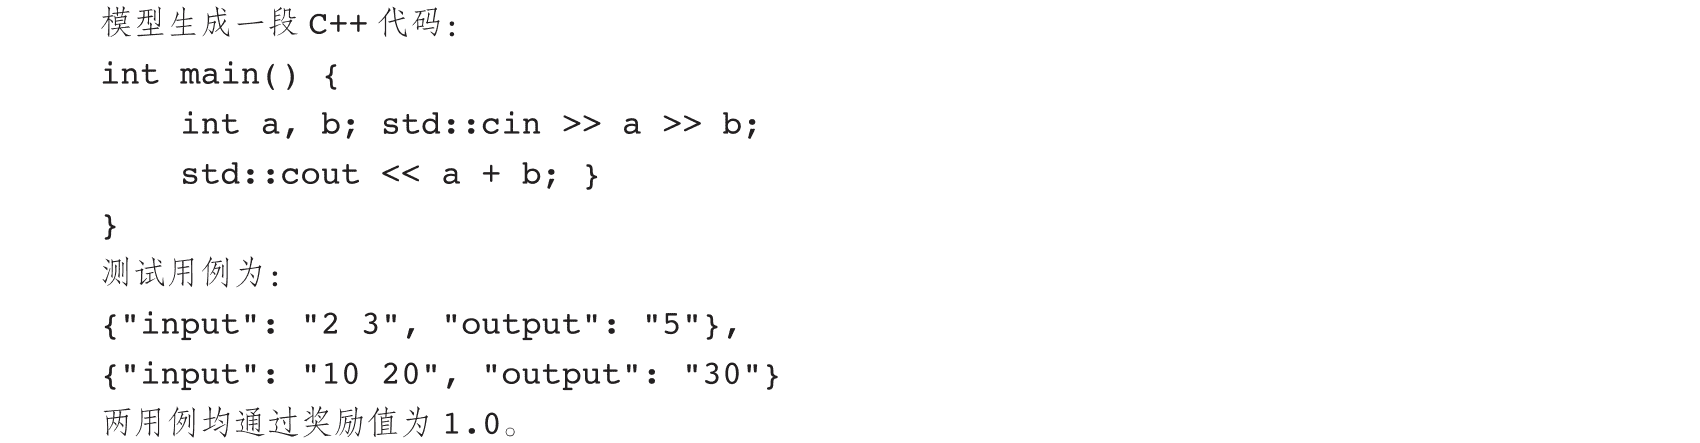 模型生成一段 C++ 代码：
int main() {
    int a, b; std::cin >> a >> b;
    std::cout << a + b; }
}
测试用例为：
{"input": "2 3", "output": "5"},
{"input": "10 20", "output": "30"}
两用例均通过奖励值为 1.0。